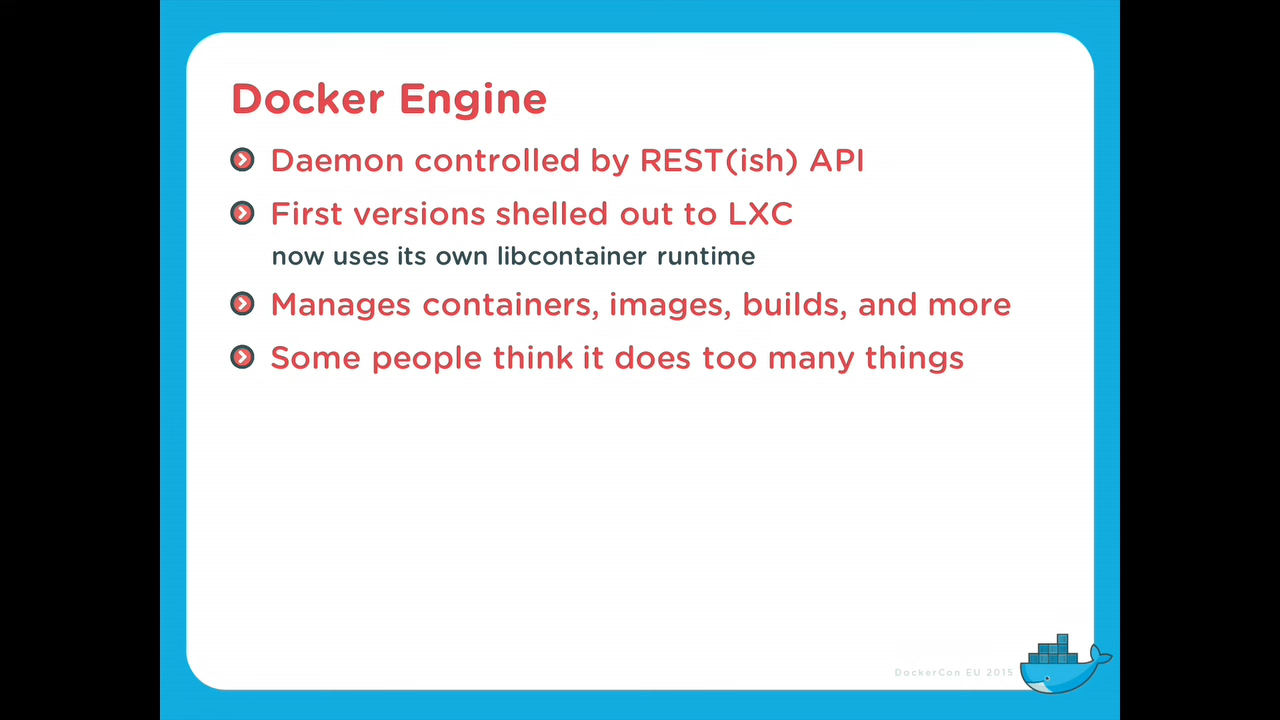 Docker Engine
Daemon controlled by REST(ish) API
First versions shelled out to LXC
now uses its own libcontainer runtime
Manages containers, images, builds, and more
Some people think it does too many things
DockerCon EU 2015